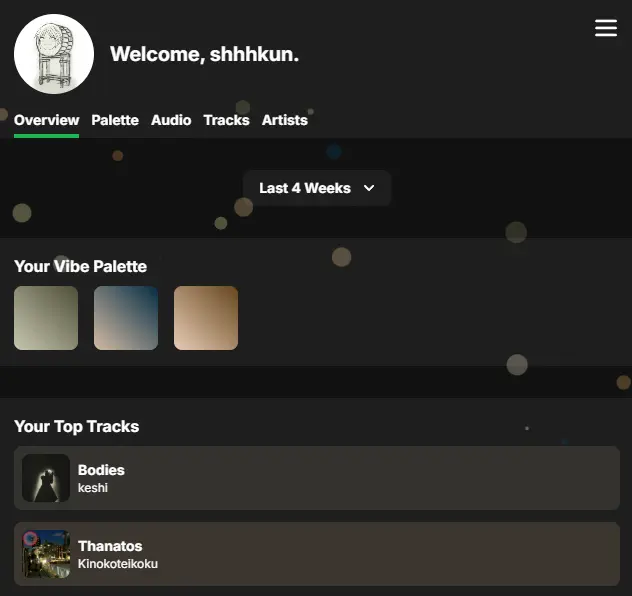 Welcome, shhhkun.
Overview Palette Audio Tracks Artists
Last 4 Weeks
Your Vibe Palette
Your Top Tracks
Bodies
keshi
Thanatos
Kinokoteikoku